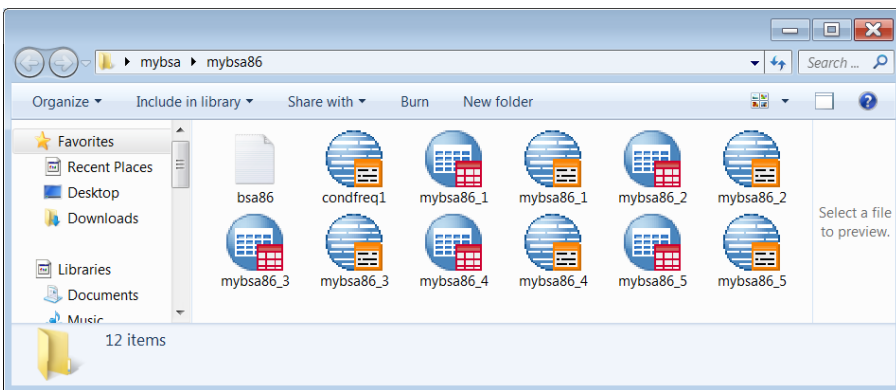 mybsa mybsa86
Search ...
Organize Include in library Share with Burn New folder
Favorites
Recent Places
Desktop
Downloads
Libraries
Documents
Music
bsa86 condfreq1 mybsa86_1 mybsa86_1 mybsa86_2 mybsa86_2
mybsa86_3 mybsa86_3 mybsa86_4 mybsa86_4 mybsa86_5 mybsa86_5
Select a file
to preview.
12 items